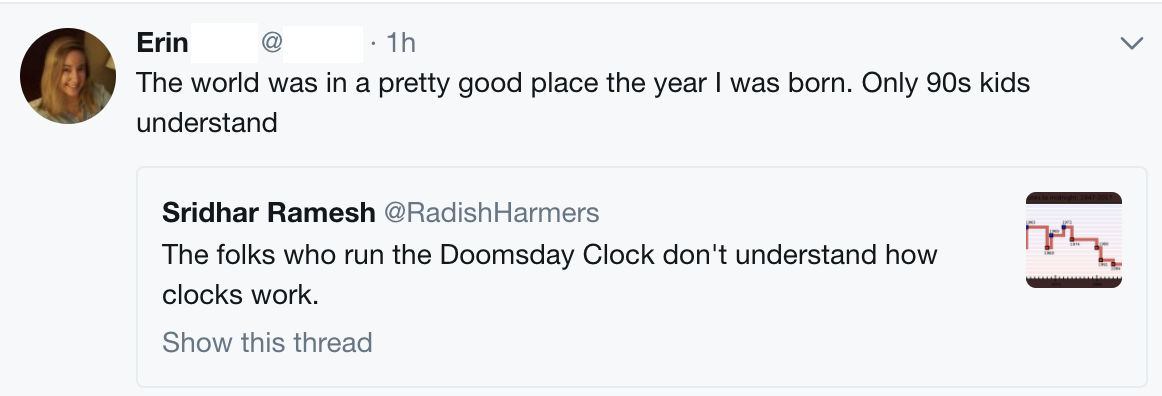 Erin @ · 1h
The world was in a pretty good place the year I was born. Only 90s kids
understand
Sridhar Ramesh @RadishHarmers
The folks who run the Doomsday Clock don't understand how
clocks work.
Show this thread